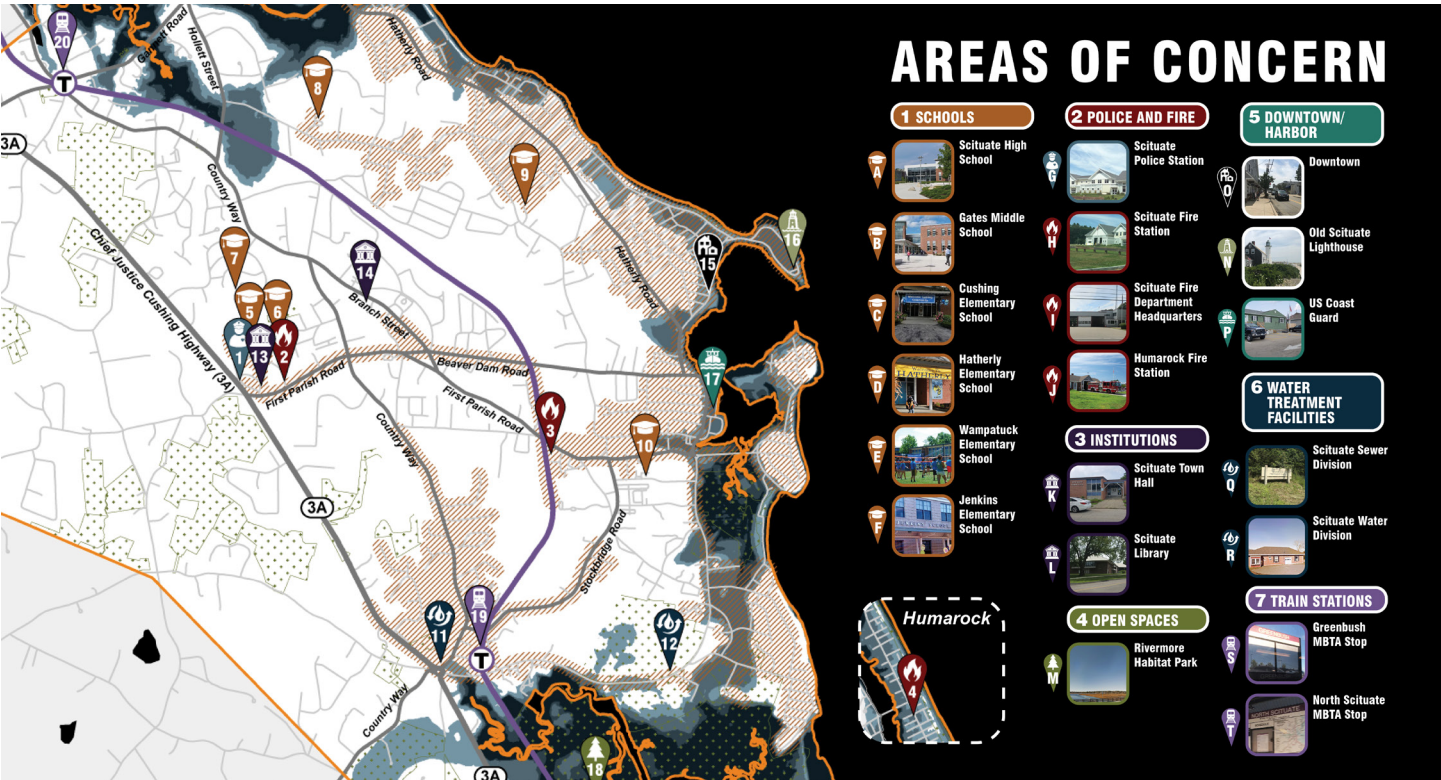 AREAS OF CONCERN
1 SCHOOLS
A
Scituate High
School
B
Gates Middle
School
C
Cushing
Elementary
School
D
Hatherly
Elementary
School
HATHERLY
E
Wampatuck
Elementary
School
F
Jenkins
Elementary
School
2 POLICE AND FIRE
G
Scituate
Police Station
H
Scituate Fire
Station
I
Scituate Fire
Department
Headquarters
J
Humarock Fire
Station
3 INSTITUTIONS
K
Scituate Town
Hall
L
Scituate
Library
4 OPEN SPACES
M
Rivermore
Habitat Park
5 DOWNTOWN/
HARBOR
O
Downtown
N
Old Scituate
Lighthouse
P
US Coast
Guard
6 WATER
TREATMENT
FACILITIES
Q
Scituate Sewer
Division
R
Scituate Water
Division
7 TRAIN STATIONS
S
Greenbush
MBTA Stop
T
North Scituate
MBTA Stop
NORTH SCITUATE
Humarock
4
20
T
Gannett Road
Hollett Street
Hatherly Road
8
3A
9
Country Way
Chief Justice Cushing Highway (3A)
7
14
Hatherly Road
15
16
5
6
Branch Street
1
13
2
Beaver Dam Road
17
First Parish Road
First Parish Road
3
10
Country Way
3A
Stockbridge Road
19
11
12
T
Country Way
18
3A